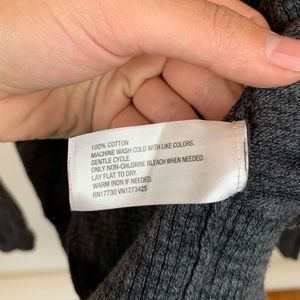 100% COTTON
MACHINE WASH COLD WITH LIKE COLORS.
GENTLE CYCLE.
ONLY NON-CHLORINE BLEACH WHEN NEEDED.
LAY FLAT TO DRY.
WARM IRON IF NEEDED.
RN17730 VN1273425